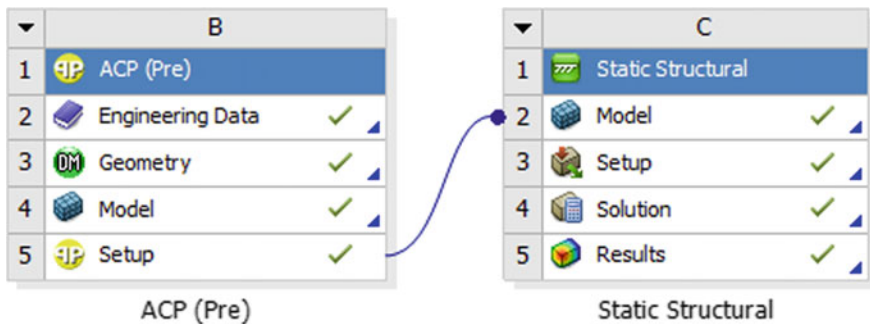 B
1 ACP (Pre)
2 Engineering Data
3 DM Geometry
4 Model
5 Setup
ACP (Pre)
C
1 Static Structural
2 Model
3 Setup
4 Solution
5 Results
Static Structural